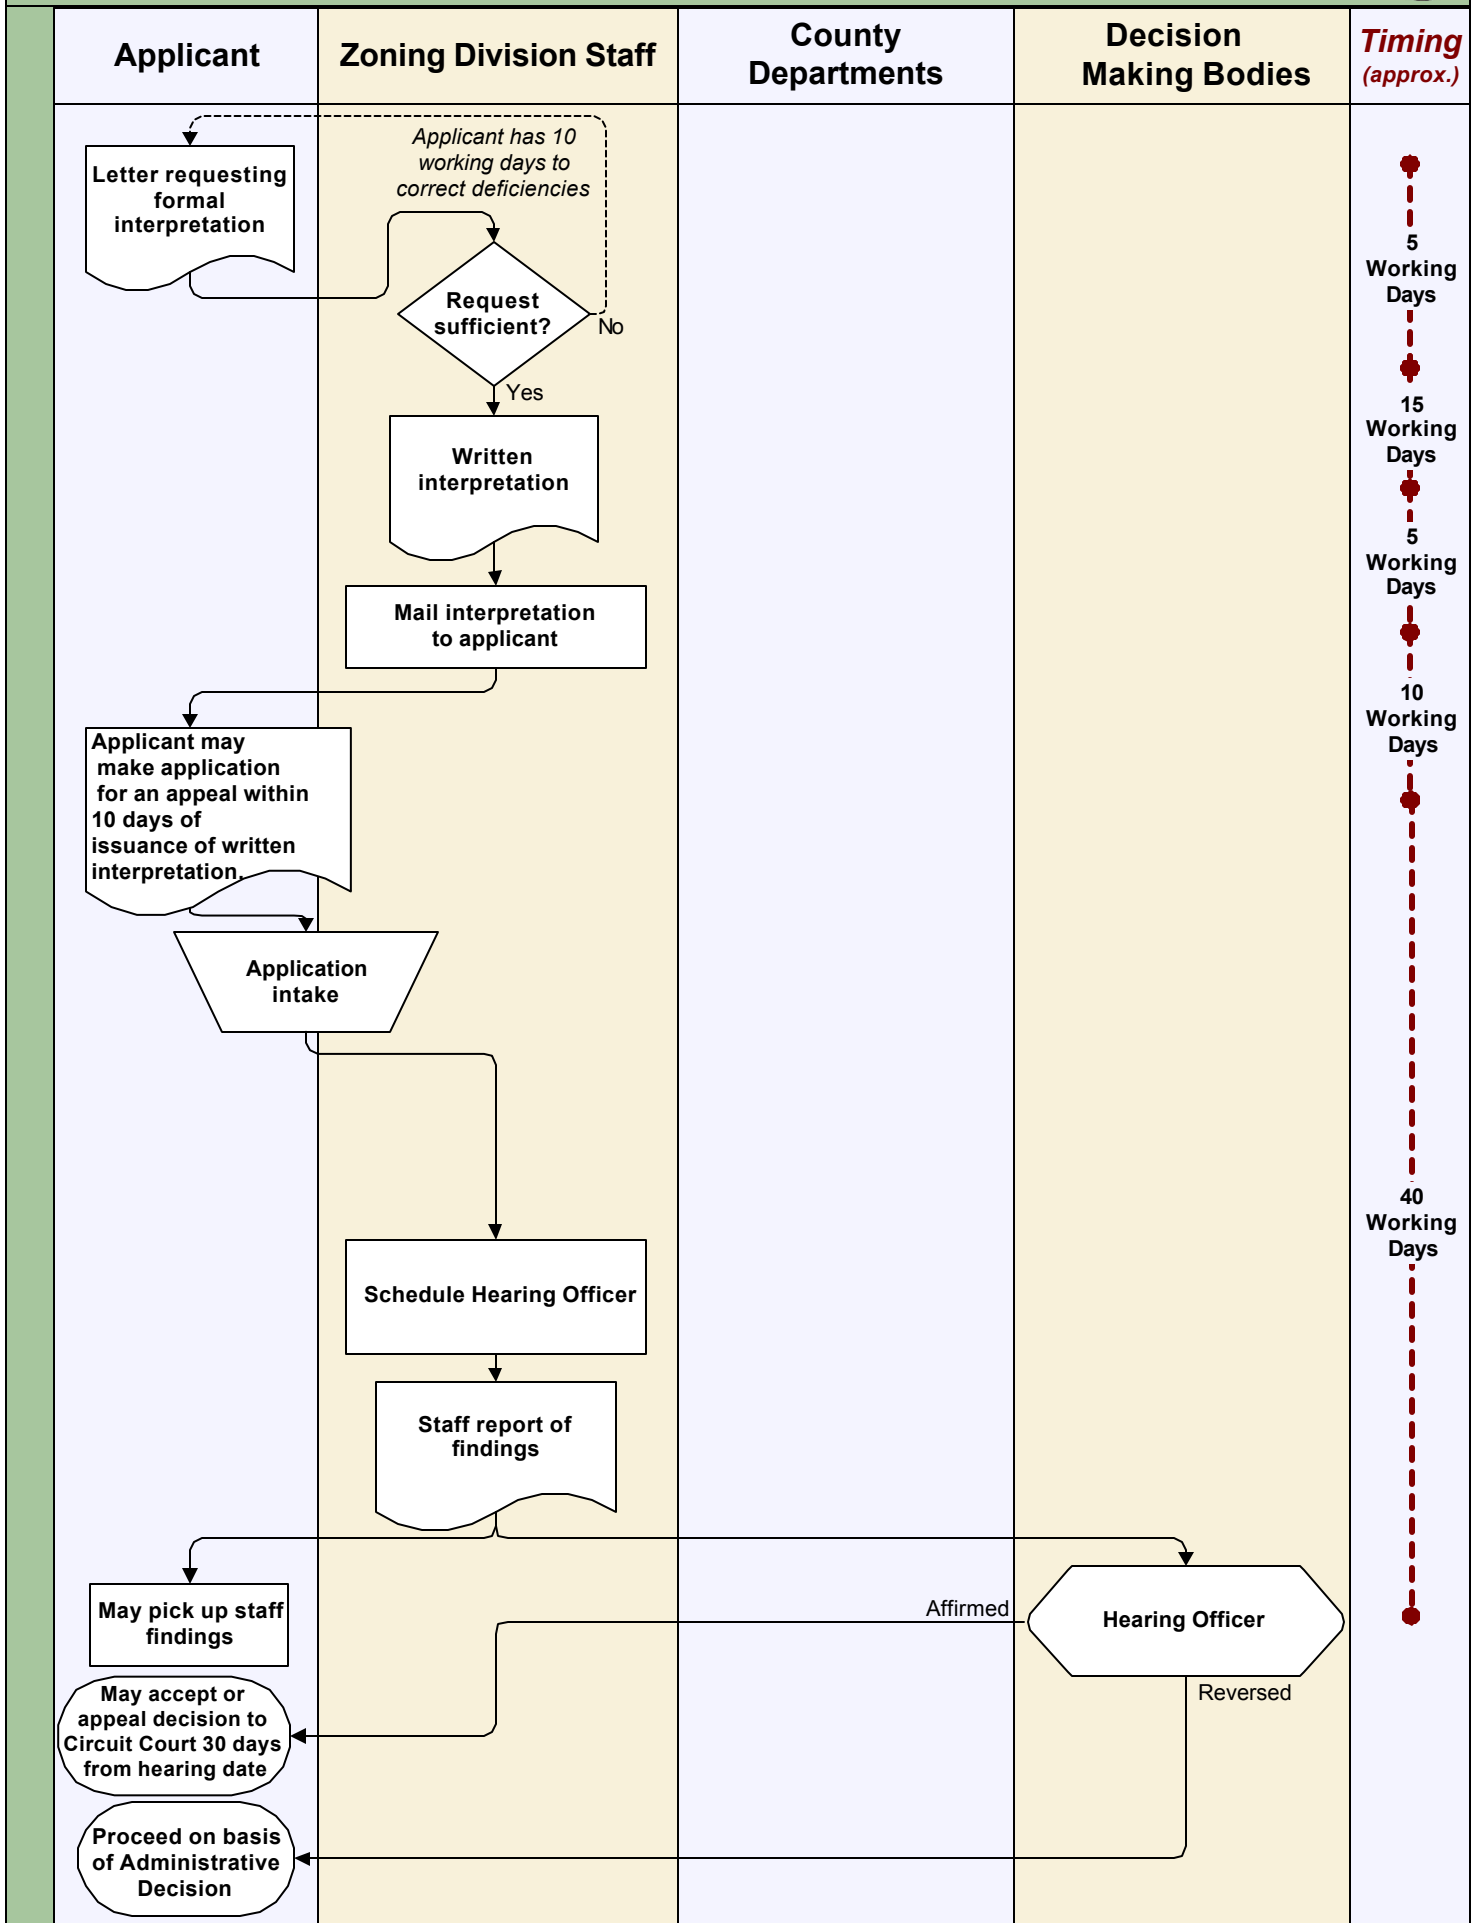 Applicant
Zoning Division Staff
County
Departments
Decision
Making Bodies
Timing
(approx.)
Applicant has 10
working days to
correct deficiencies
Letter requesting
formal
interpretation
Request
sufficient?
No
Yes
Written
interpretation
Mail interpretation
to applicant
Applicant may
make application
for an appeal within
10 days of
issuance of written
interpretation.
Application
intake
Schedule Hearing Officer
Staff report of
findings
May pick up staff
findings
Affirmed
Hearing Officer
Reversed
May accept or
appeal decision to
Circuit Court 30 days
from hearing date
Proceed on basis
of Administrative
Decision
5
Working
Days
15
Working
Days
5
Working
Days
10
Working
Days
40
Working
Days